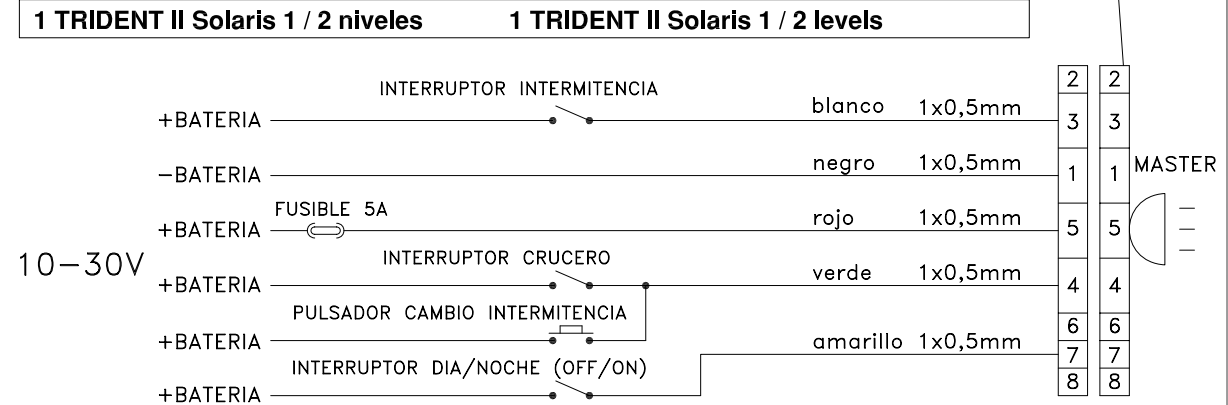 1 TRIDENT II Solaris 1 / 2 niveles 1 TRIDENT II Solaris 1 / 2 levels
INTERRUPTOR INTERMITENCIA
+BATERIA blanco 1x0,5mm
-BATERIA negro 1x0,5mm
FUSIBLE 5A
+BATERIA rojo 1x0,5mm
10-30V
INTERRUPTOR CRUCERO
+BATERIA verde 1x0,5mm
PULSADOR CAMBIO INTERMITENCIA
+BATERIA
INTERRUPTOR DIA/NOCHE (OFF/ON)
+BATERIA amarillo 1x0,5mm
2 2
3 3
1 1 MASTER
5 5
4 4
6 6
7 7
8 8